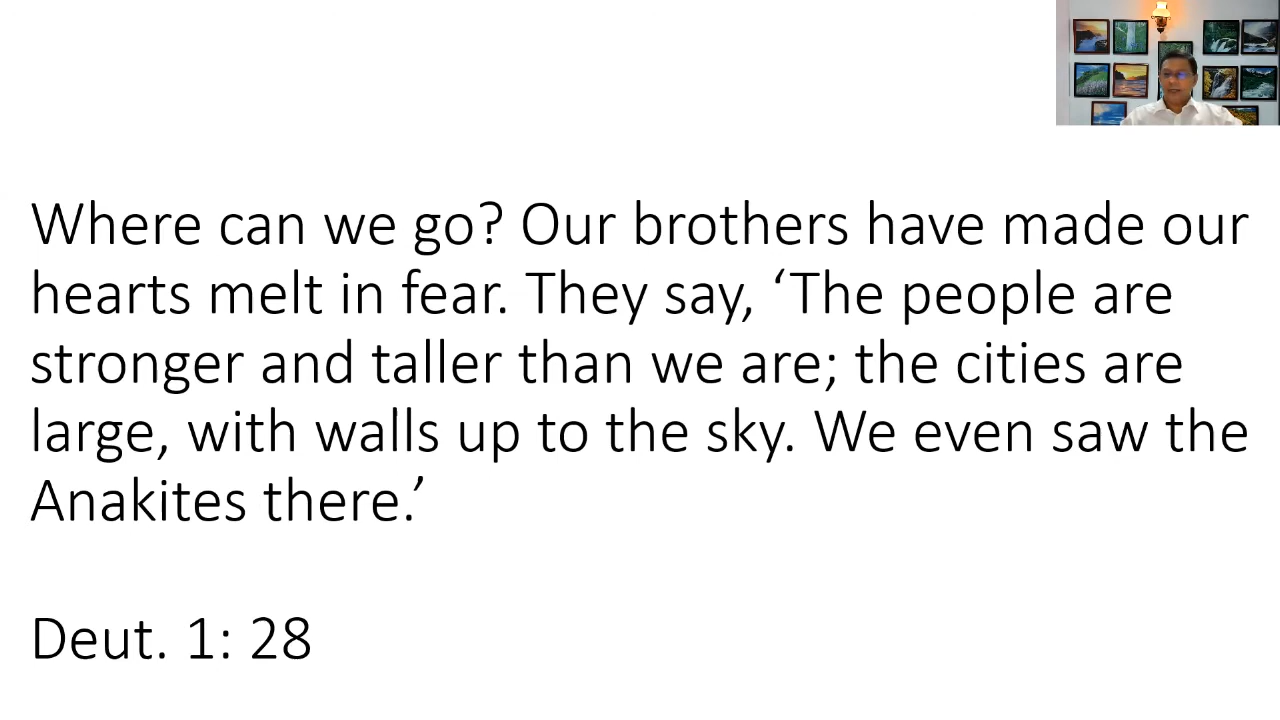 Where can we go? Our brothers have made our
hearts melt in fear. They say, ‘The people are
stronger and taller than we are; the cities are
large, with walls up to the sky. We even saw the
Anakites there.’
Deut. 1: 28